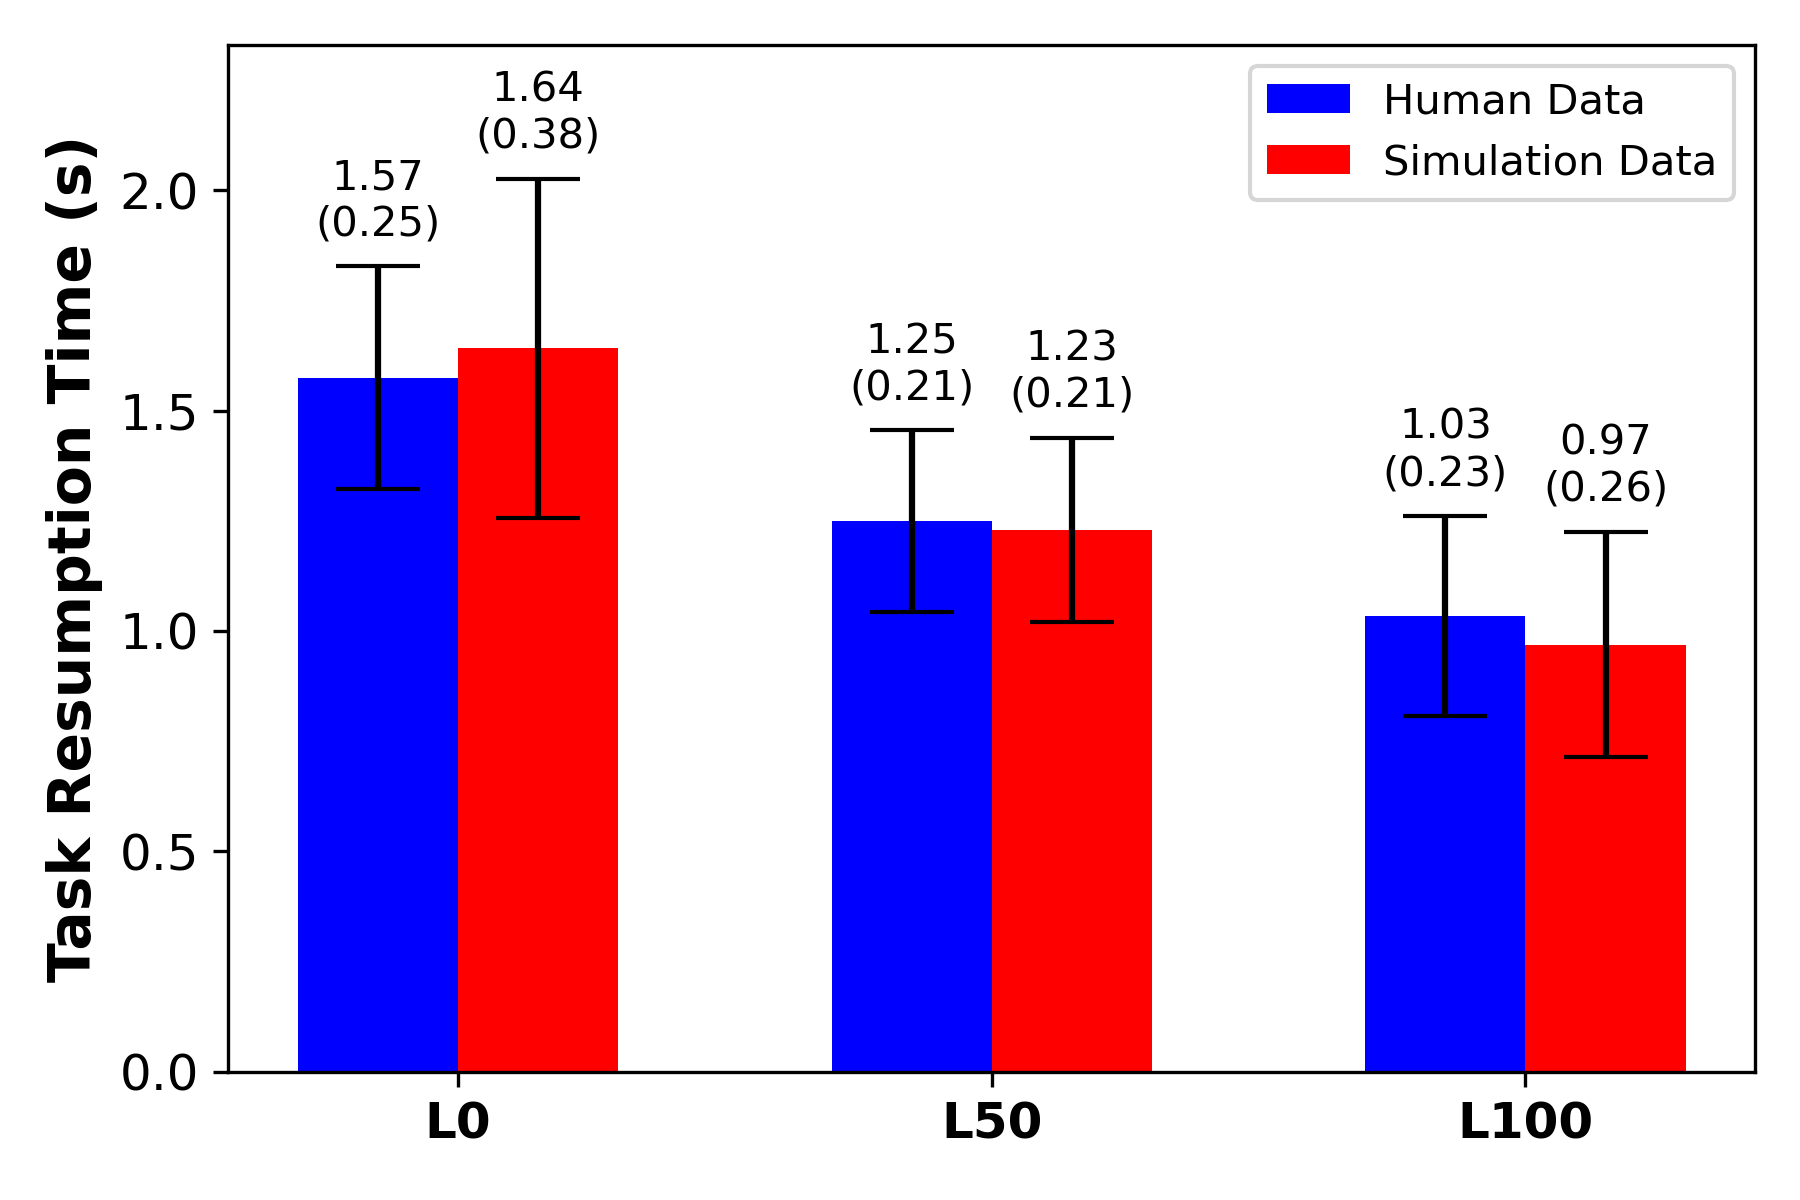 Task Resumption Time (s)
2.0
1.5
1.0
0.5
0.0
1.57
(0.25)
1.64
(0.38)
1.25
(0.21)
1.23
(0.21)
1.03
(0.23)
0.97
(0.26)
Human Data
Simulation Data
L0
L50
L100